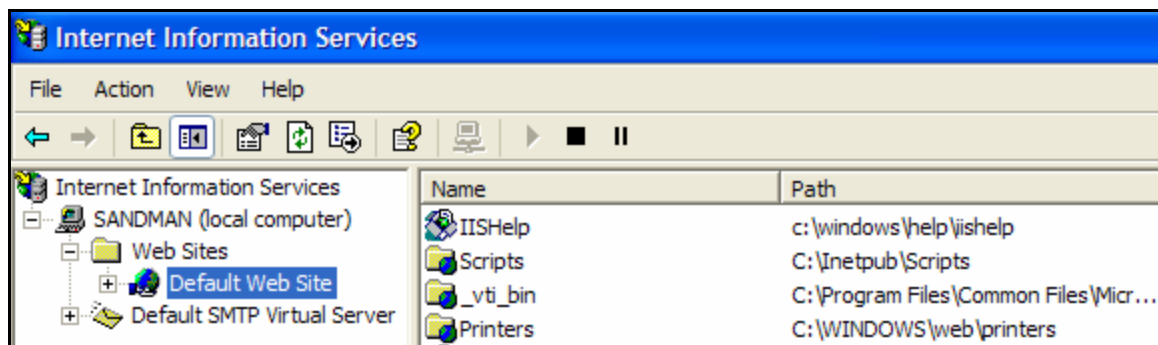 Internet Information Services
File Action View Help
Internet Information Services
SANDMAN (local computer)
Web Sites
Default Web Site
Default SMTP Virtual Server
Name Path
IISHelp c:\windows\help\iishelp
Scripts C:\Inetpub\Scripts
_vti_bin C:\Program Files\Common Files\Micr...
Printers C:\WINDOWS\web\printers